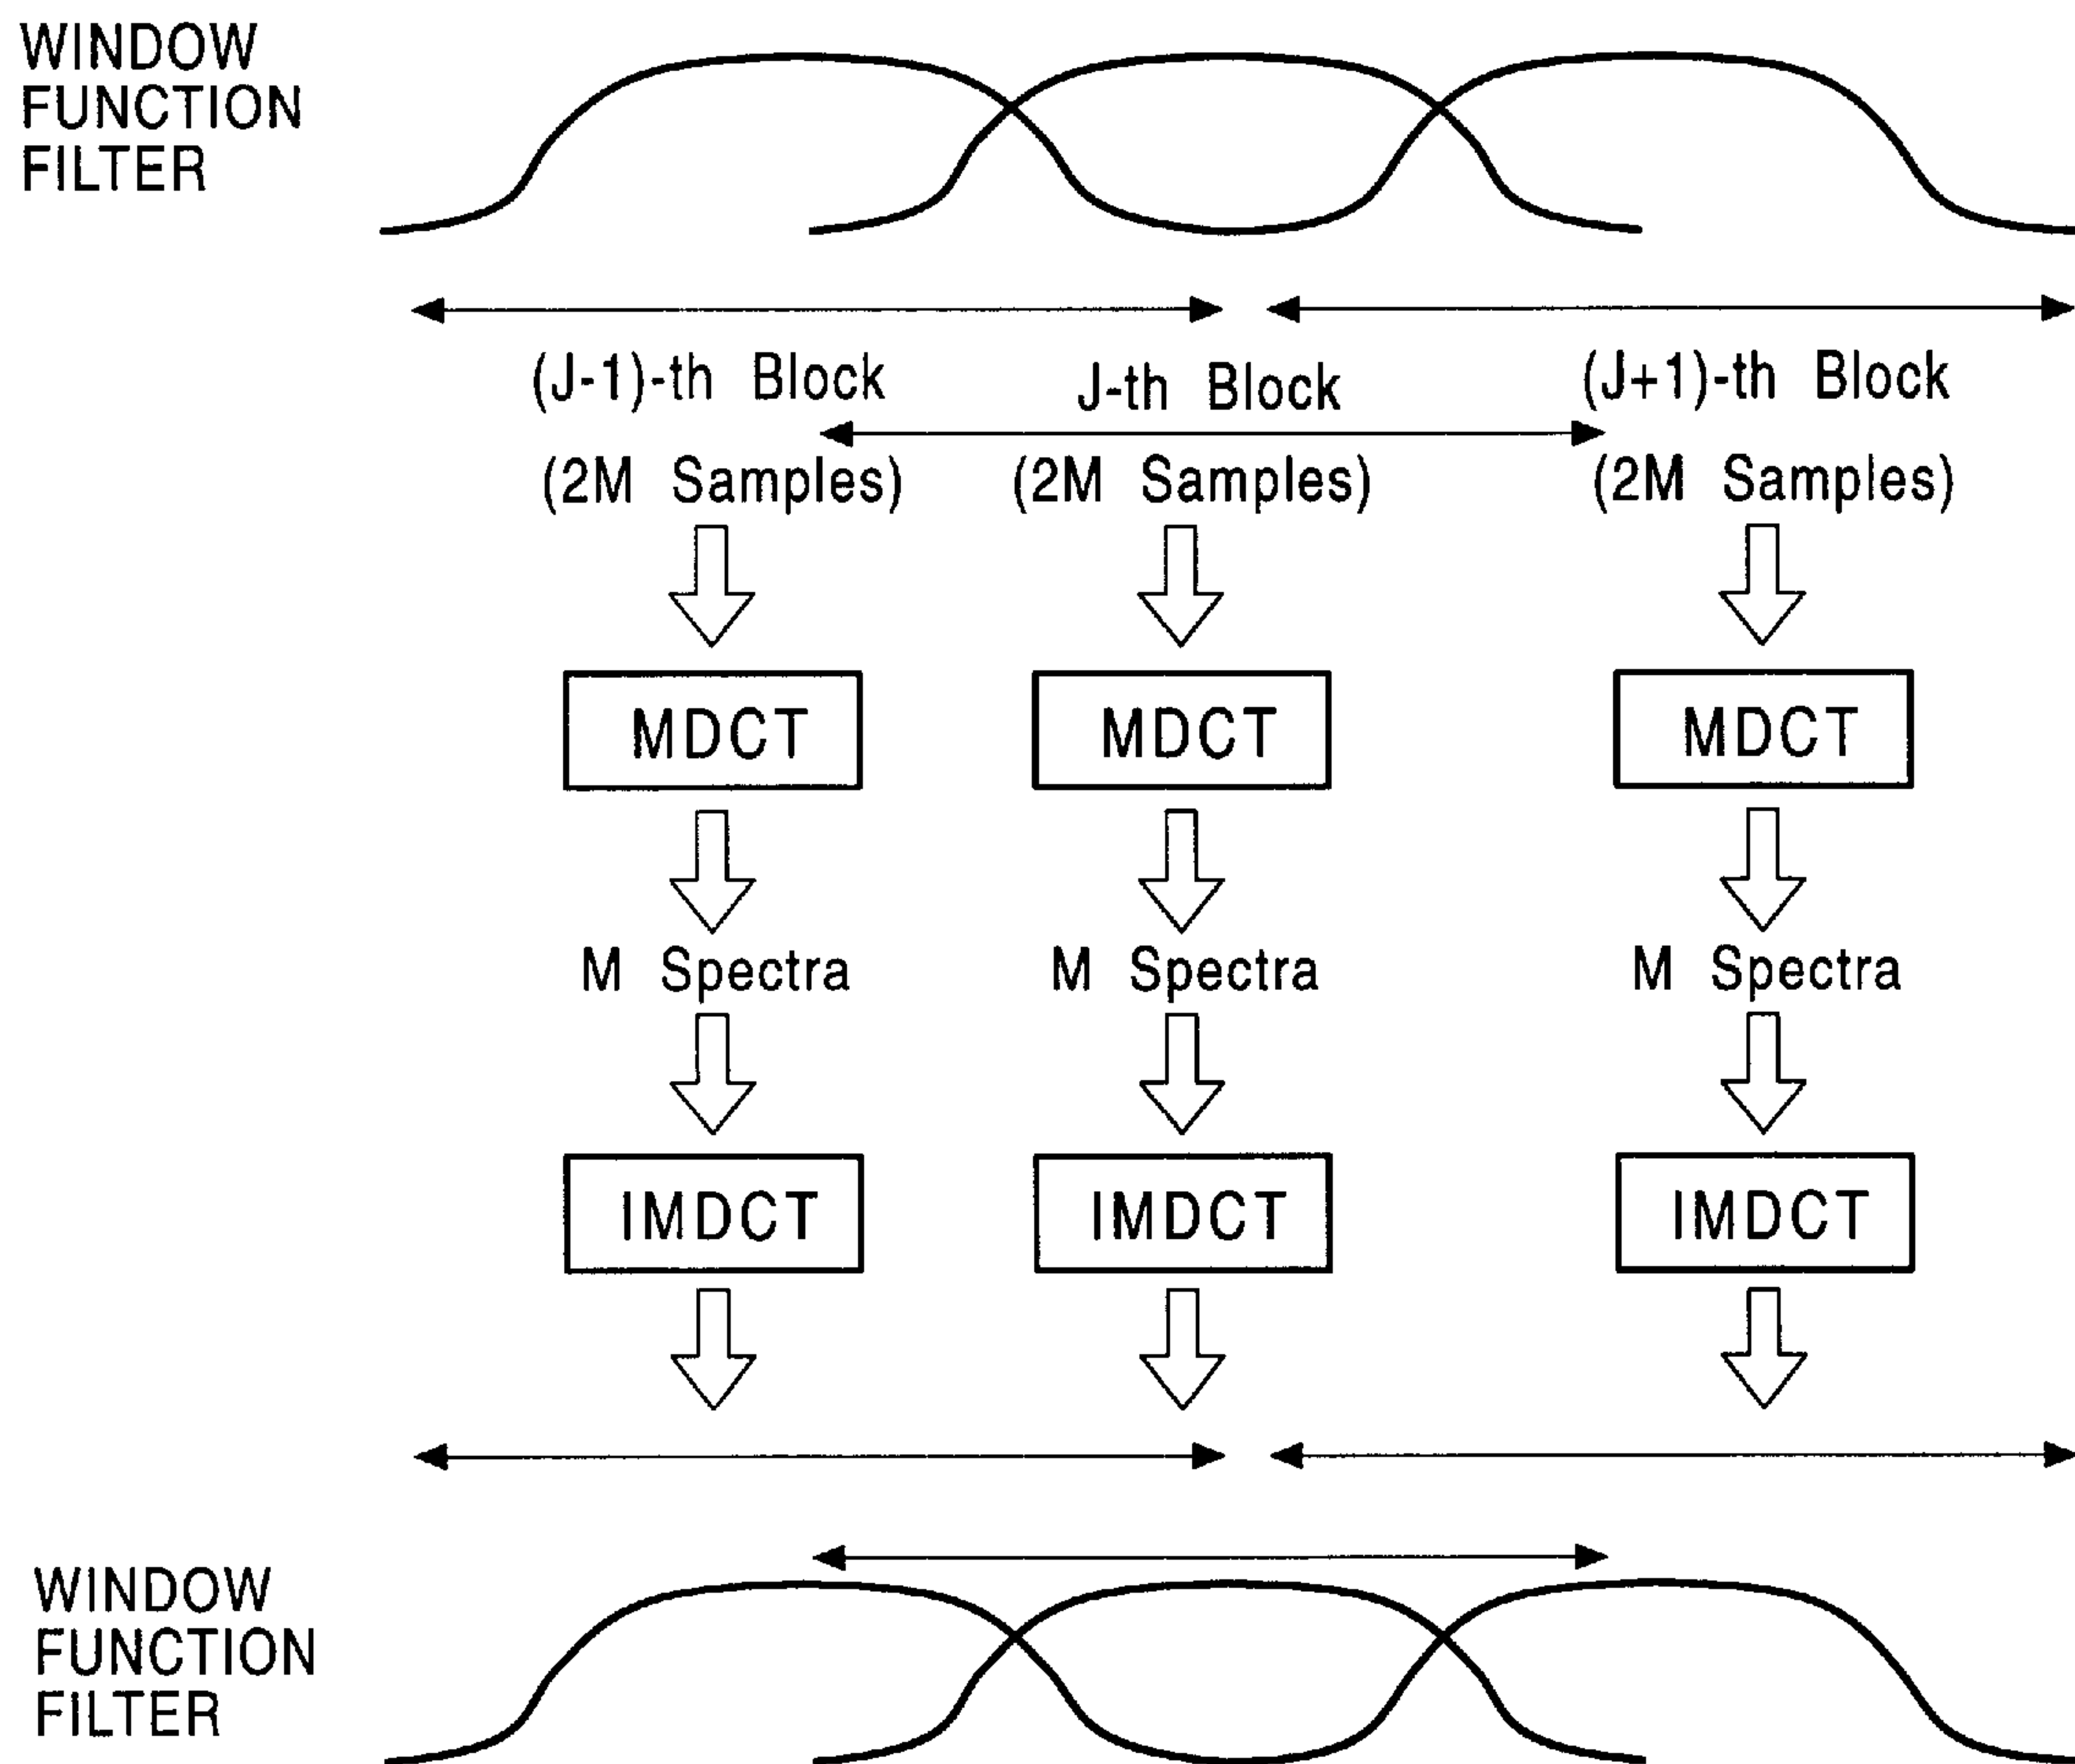 WINDOW
FUNCTION
FILTER
(J-1)-th Block
J-th Block
(J+1)-th Block
(2M Samples)
(2M Samples)
(2M Samples)
MDCT
MDCT
MDCT
M Spectra
M Spectra
M Spectra
IMDCT
IMDCT
IMDCT
WINDOW
FUNCTION
FILTER